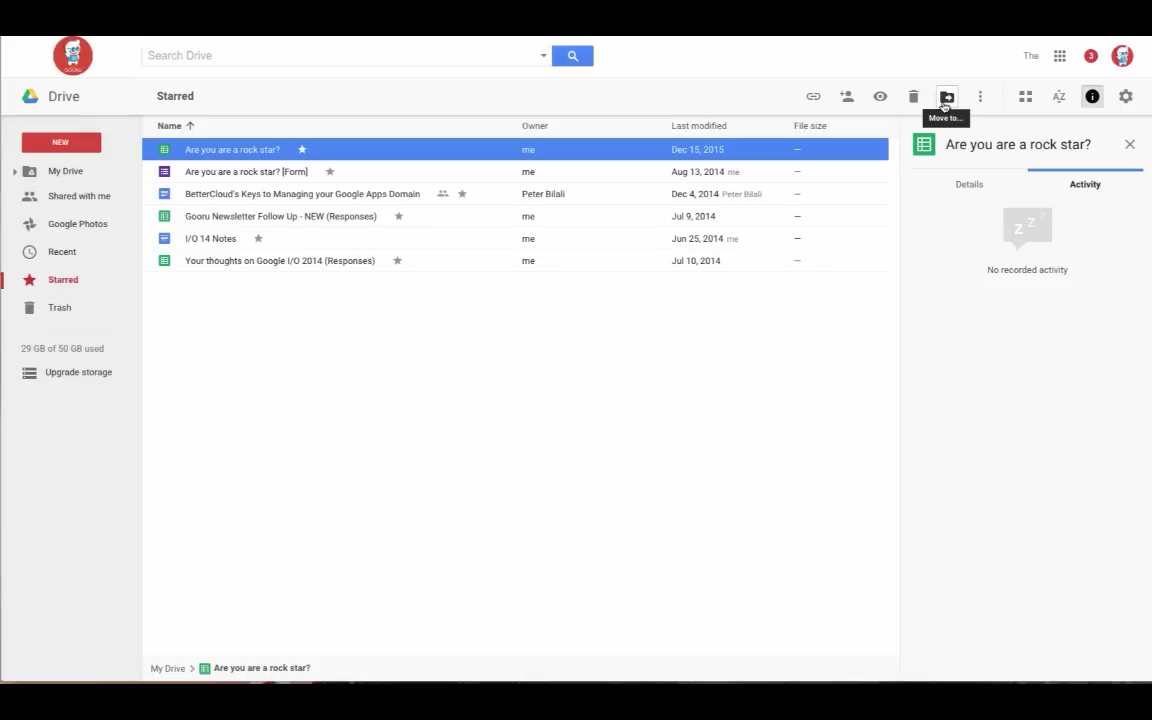 Search Drive
The
3
Drive
Starred
Move to...
NEW
My Drive
Shared with me
Google Photos
Recent
Starred
Trash
29 GB of 50 GB used
Upgrade storage
Name Owner Last modified File size
Are you are a rock star? me Dec 15, 2015 –
Are you are a rock star? [Form] me Aug 13, 2014 me –
BetterCloud's Keys to Managing your Google Apps Domain Peter Bilali Dec 4, 2014 Peter Bilali –
Gooru Newsletter Follow Up - NEW (Responses) me Jul 9, 2014 –
I/O 14 Notes me Jun 25, 2014 me –
Your thoughts on Google I/O 2014 (Responses) me Jul 10, 2014 –
Are you are a rock star?
Details Activity
z z z
No recorded activity
My Drive > Are you are a rock star?